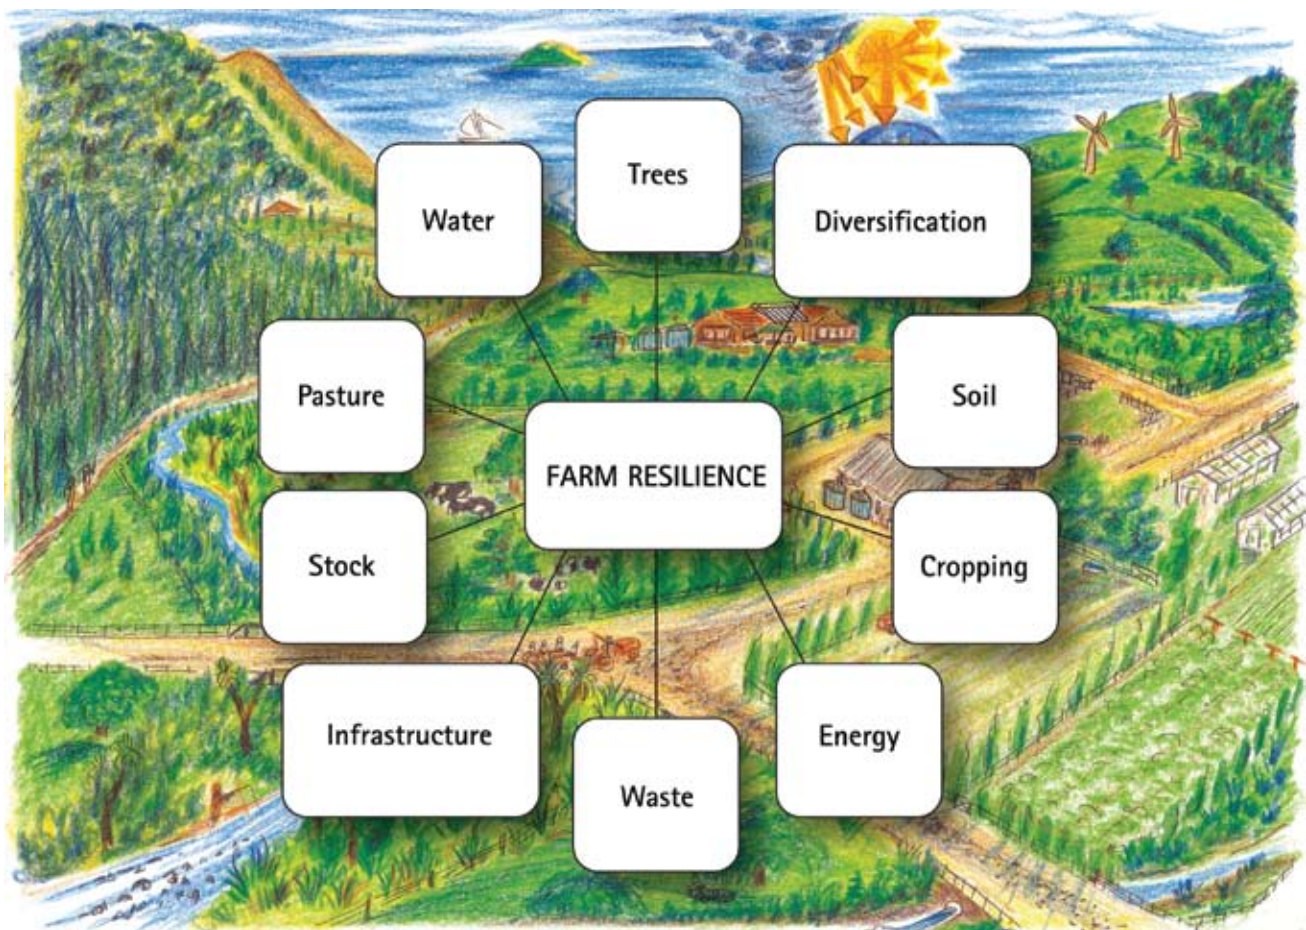 Trees
Water
Diversification
Pasture
Soil
FARM RESILIENCE
Stock
Cropping
Infrastructure
Energy
Waste